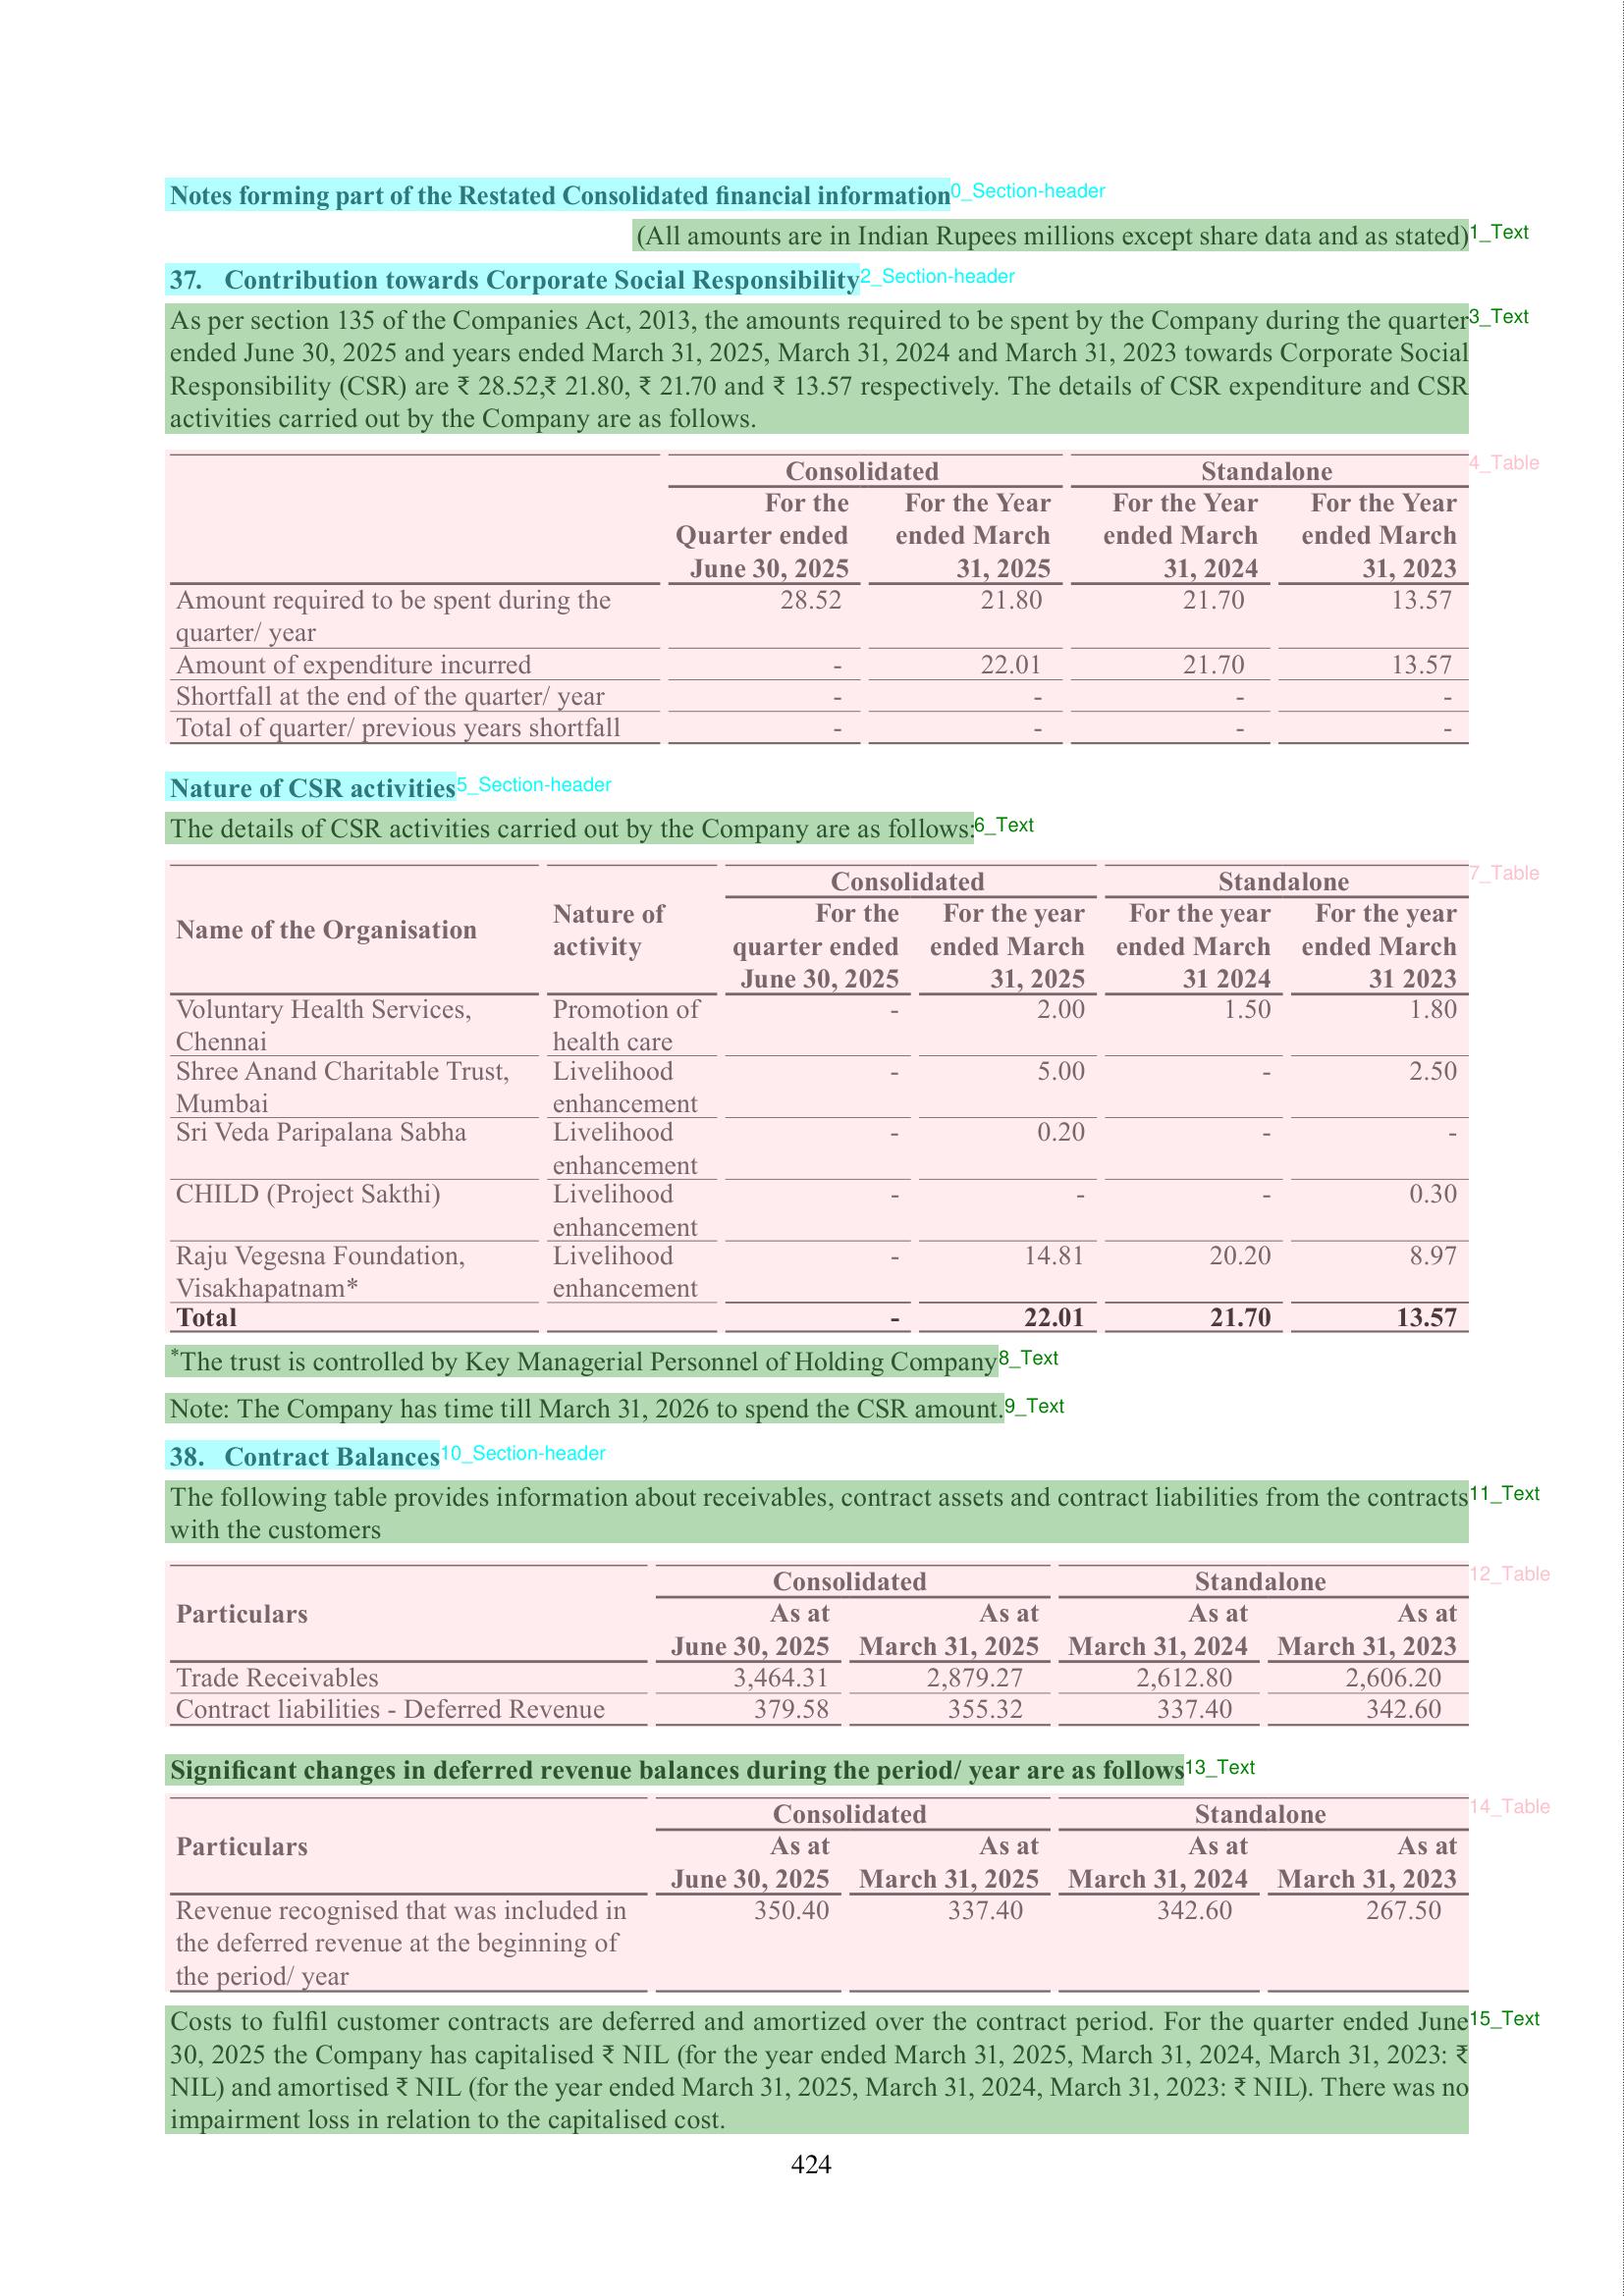 Notes forming part of the Restated Consolidated financial information0_Section-header
(All amounts are in Indian Rupees millions except share data and as stated)1_Text
37. Contribution towards Corporate Social Responsibility2_Section-header
As per section 135 of the Companies Act, 2013, the amounts required to be spent by the Company during the quarter3_Text
ended June 30, 2025 and years ended March 31, 2025, March 31, 2024 and March 31, 2023 towards Corporate Social
Responsibility (CSR) are ₹ 28.52,₹ 21.80, ₹ 21.70 and ₹ 13.57 respectively. The details of CSR expenditure and CSR
activities carried out by the Company are as follows.
Consolidated Standalone 4_Table
For the For the Year For the Year For the Year
Quarter ended ended March ended March ended March
June 30, 2025 31, 2025 31, 2024 31, 2023
Amount required to be spent during the 28.52 21.80 21.70 13.57
quarter/ year
Amount of expenditure incurred - 22.01 21.70 13.57
Shortfall at the end of the quarter/ year - - - -
Total of quarter/ previous years shortfall - - - -
Nature of CSR activities5_Section-header
The details of CSR activities carried out by the Company are as follows:6_Text
Consolidated Standalone 7_Table
Name of the Organisation Nature of For the For the year For the year For the year
activity quarter ended ended March ended March ended March
June 30, 2025 31, 2025 31 2024 31 2023
Voluntary Health Services, Promotion of - 2.00 1.50 1.80
Chennai health care
Shree Anand Charitable Trust, Livelihood - 5.00 - 2.50
Mumbai enhancement
Sri Veda Paripalana Sabha Livelihood - 0.20 - -
enhancement
CHILD (Project Sakthi) Livelihood - - - 0.30
enhancement
Raju Vegesna Foundation, Livelihood - 14.81 20.20 8.97
Visakhapatnam* enhancement
Total - 22.01 21.70 13.57
*The trust is controlled by Key Managerial Personnel of Holding Company8_Text
Note: The Company has time till March 31, 2026 to spend the CSR amount.9_Text
38. Contract Balances10_Section-header
The following table provides information about receivables, contract assets and contract liabilities from the contracts11_Text
with the customers
Consolidated Standalone 12_Table
Particulars As at As at As at As at
June 30, 2025 March 31, 2025 March 31, 2024 March 31, 2023
Trade Receivables 3,464.31 2,879.27 2,612.80 2,606.20
Contract liabilities - Deferred Revenue 379.58 355.32 337.40 342.60
Significant changes in deferred revenue balances during the period/ year are as follows13_Text
Consolidated Standalone 14_Table
Particulars As at As at As at As at
June 30, 2025 March 31, 2025 March 31, 2024 March 31, 2023
Revenue recognised that was included in 350.40 337.40 342.60 267.50
the deferred revenue at the beginning of
the period/ year
Costs to fulfil customer contracts are deferred and amortized over the contract period. For the quarter ended June15_Text
30, 2025 the Company has capitalised ₹ NIL (for the year ended March 31, 2025, March 31, 2024, March 31, 2023: ₹
NIL) and amortised ₹ NIL (for the year ended March 31, 2025, March 31, 2024, March 31, 2023: ₹ NIL). There was no
impairment loss in relation to the capitalised cost.
424